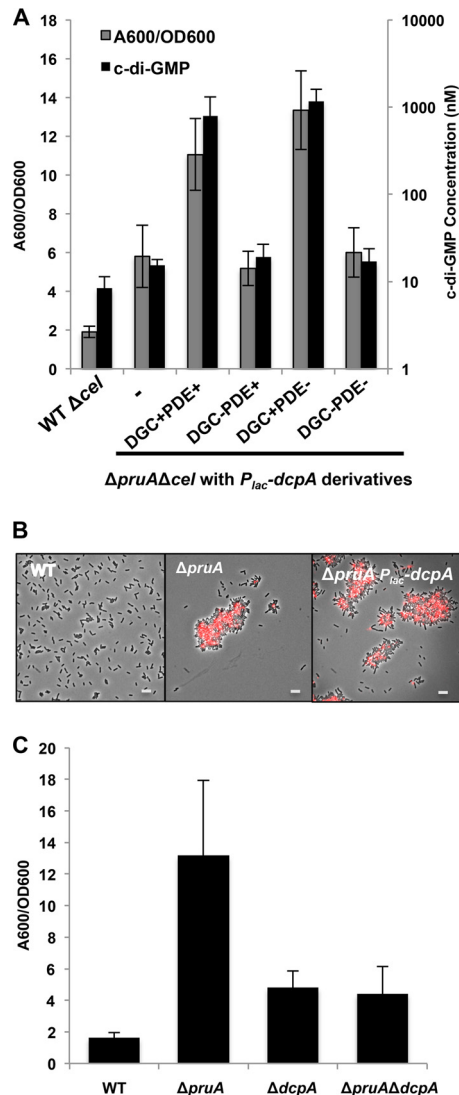 A
A600/OD600
c-di-GMP
A600/OD600
18
16
14
12
10
8
6
4
2
0
10000
1000
100
10
1
c-di-GMP Concentration (nM)
WT Δcel
-
DGC+PDE+
DGC-PDE+
DGC+PDE-
DGC-PDE-
ΔpruAΔcel with Plac-dcpA derivatives
B
WT
ΔpruA
ΔpruA Plac-dcpA
C
A600/OD600
20
18
16
14
12
10
8
6
4
2
0
WT
ΔpruA
ΔdcpA
ΔpruAΔdcpA